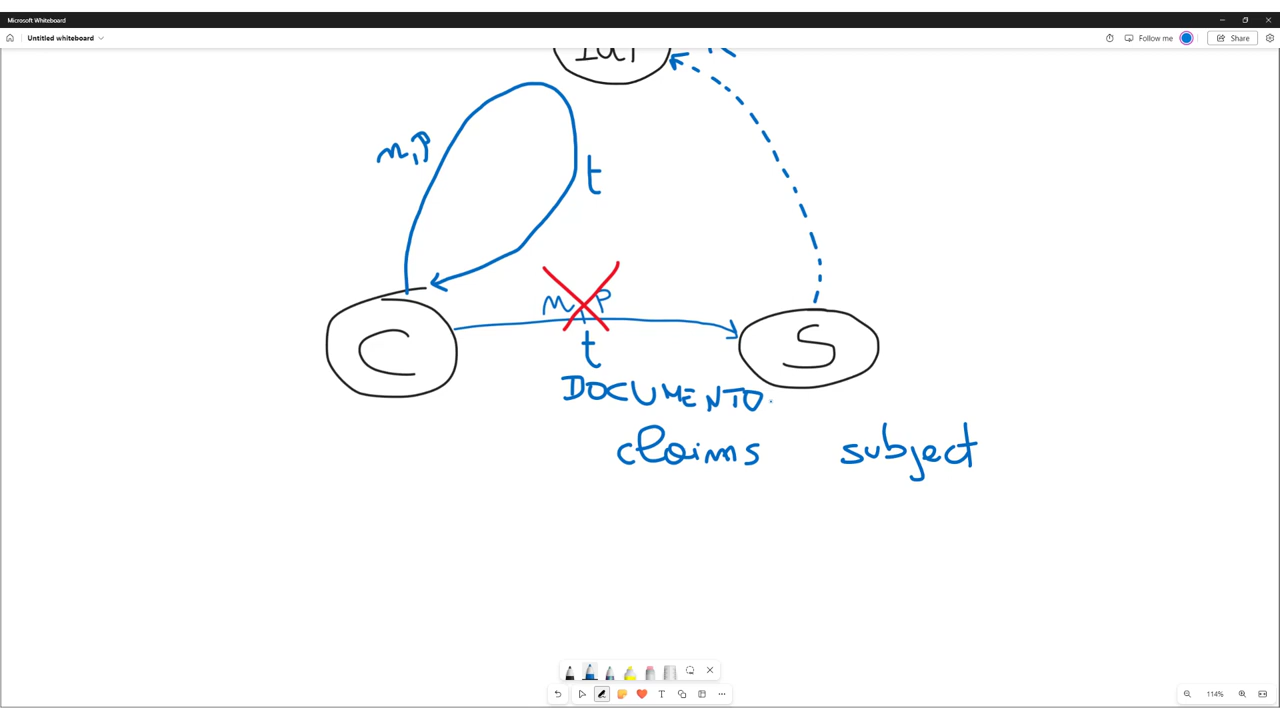 Microsoft Whiteboard
Untitled whiteboard
Follow me
Share
t
t
C
S
DOCUMENTO
claims subject
114%